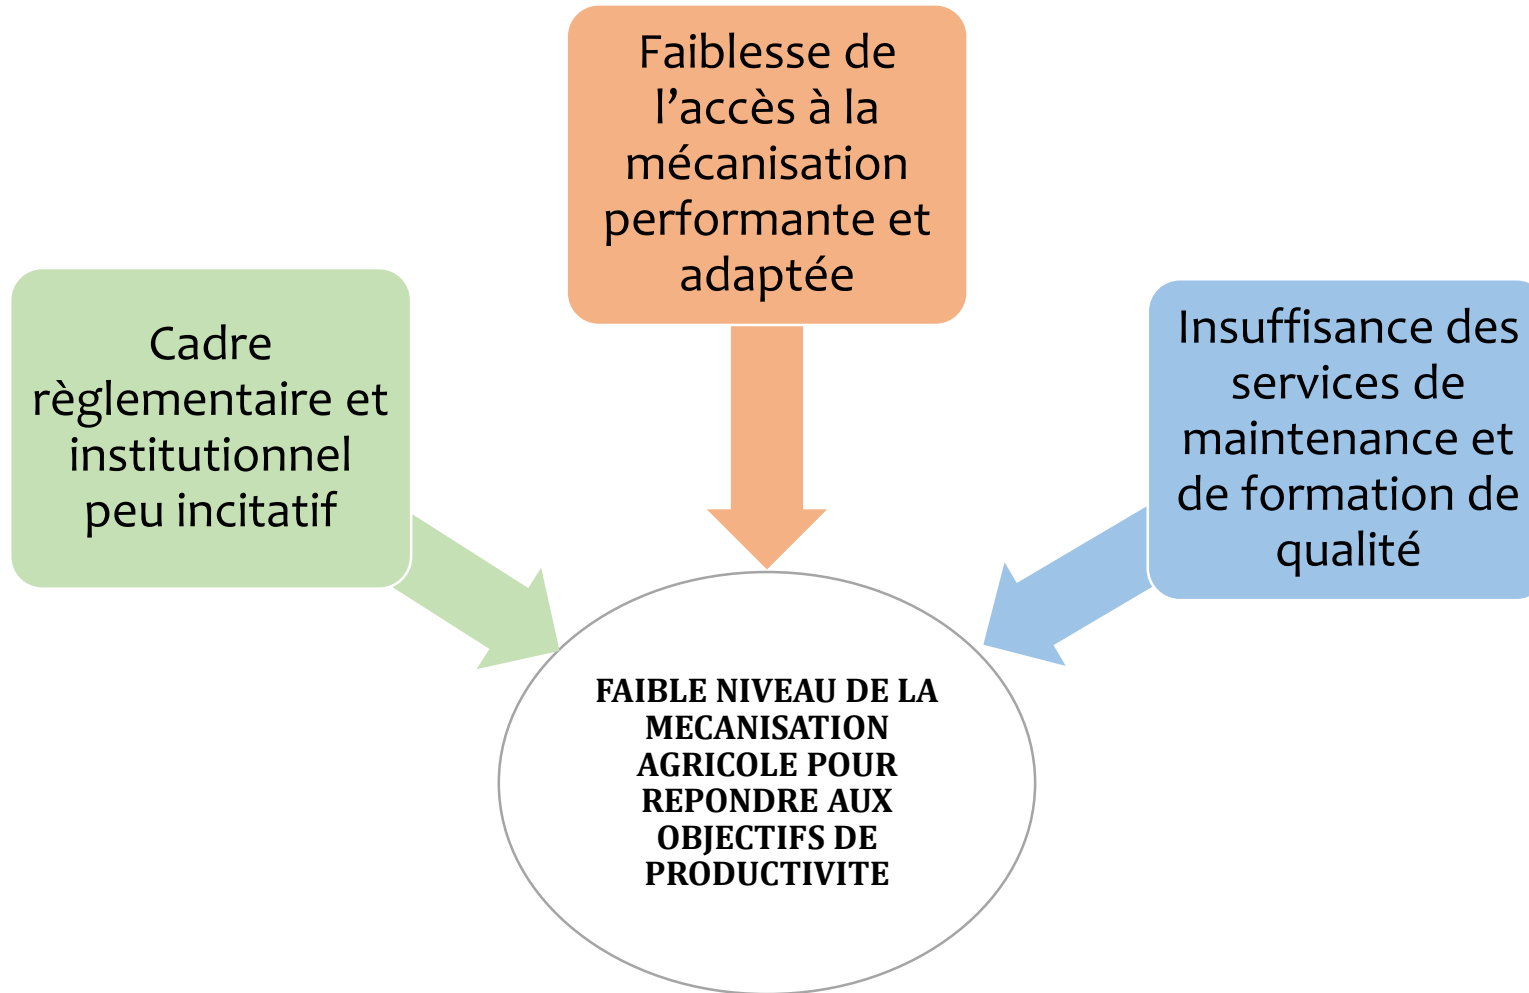 Faiblesse de
l’accès à la
mécanisation
performante et
adaptée
Cadre
règlementaire et
institutionnel
peu incitatif
Insuffisance des
services de
maintenance et
de formation de
qualité
FAIBLE NIVEAU DE LA
MECANISATION
AGRICOLE POUR
REPONDRE AUX
OBJECTIFS DE
PRODUCTIVITE